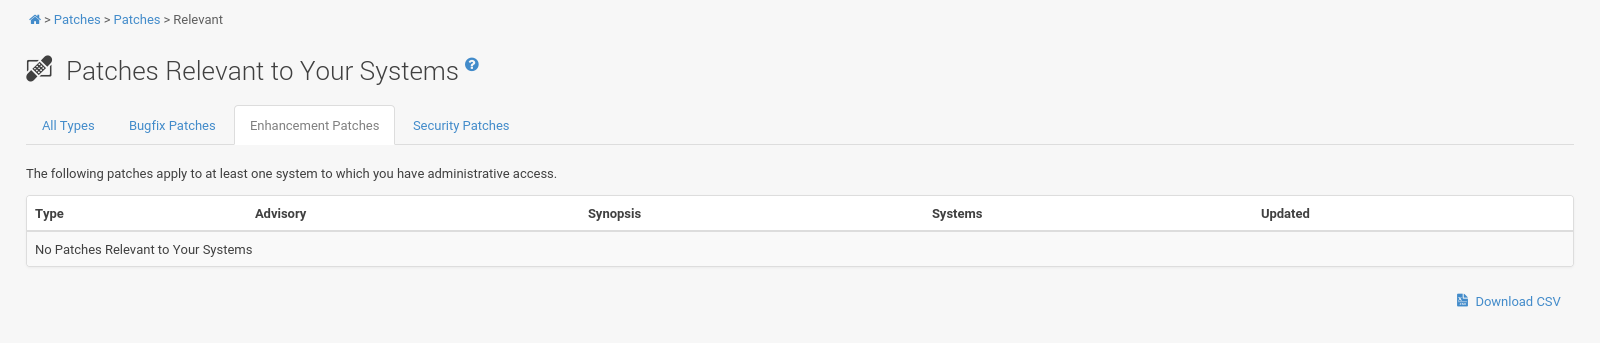 > Patches > Patches > Relevant
Patches Relevant to Your Systems ?
All Types Bugfix Patches Enhancement Patches Security Patches
The following patches apply to at least one system to which you have administrative access.
Type Advisory Synopsis Systems Updated
No Patches Relevant to Your Systems
Download CSV